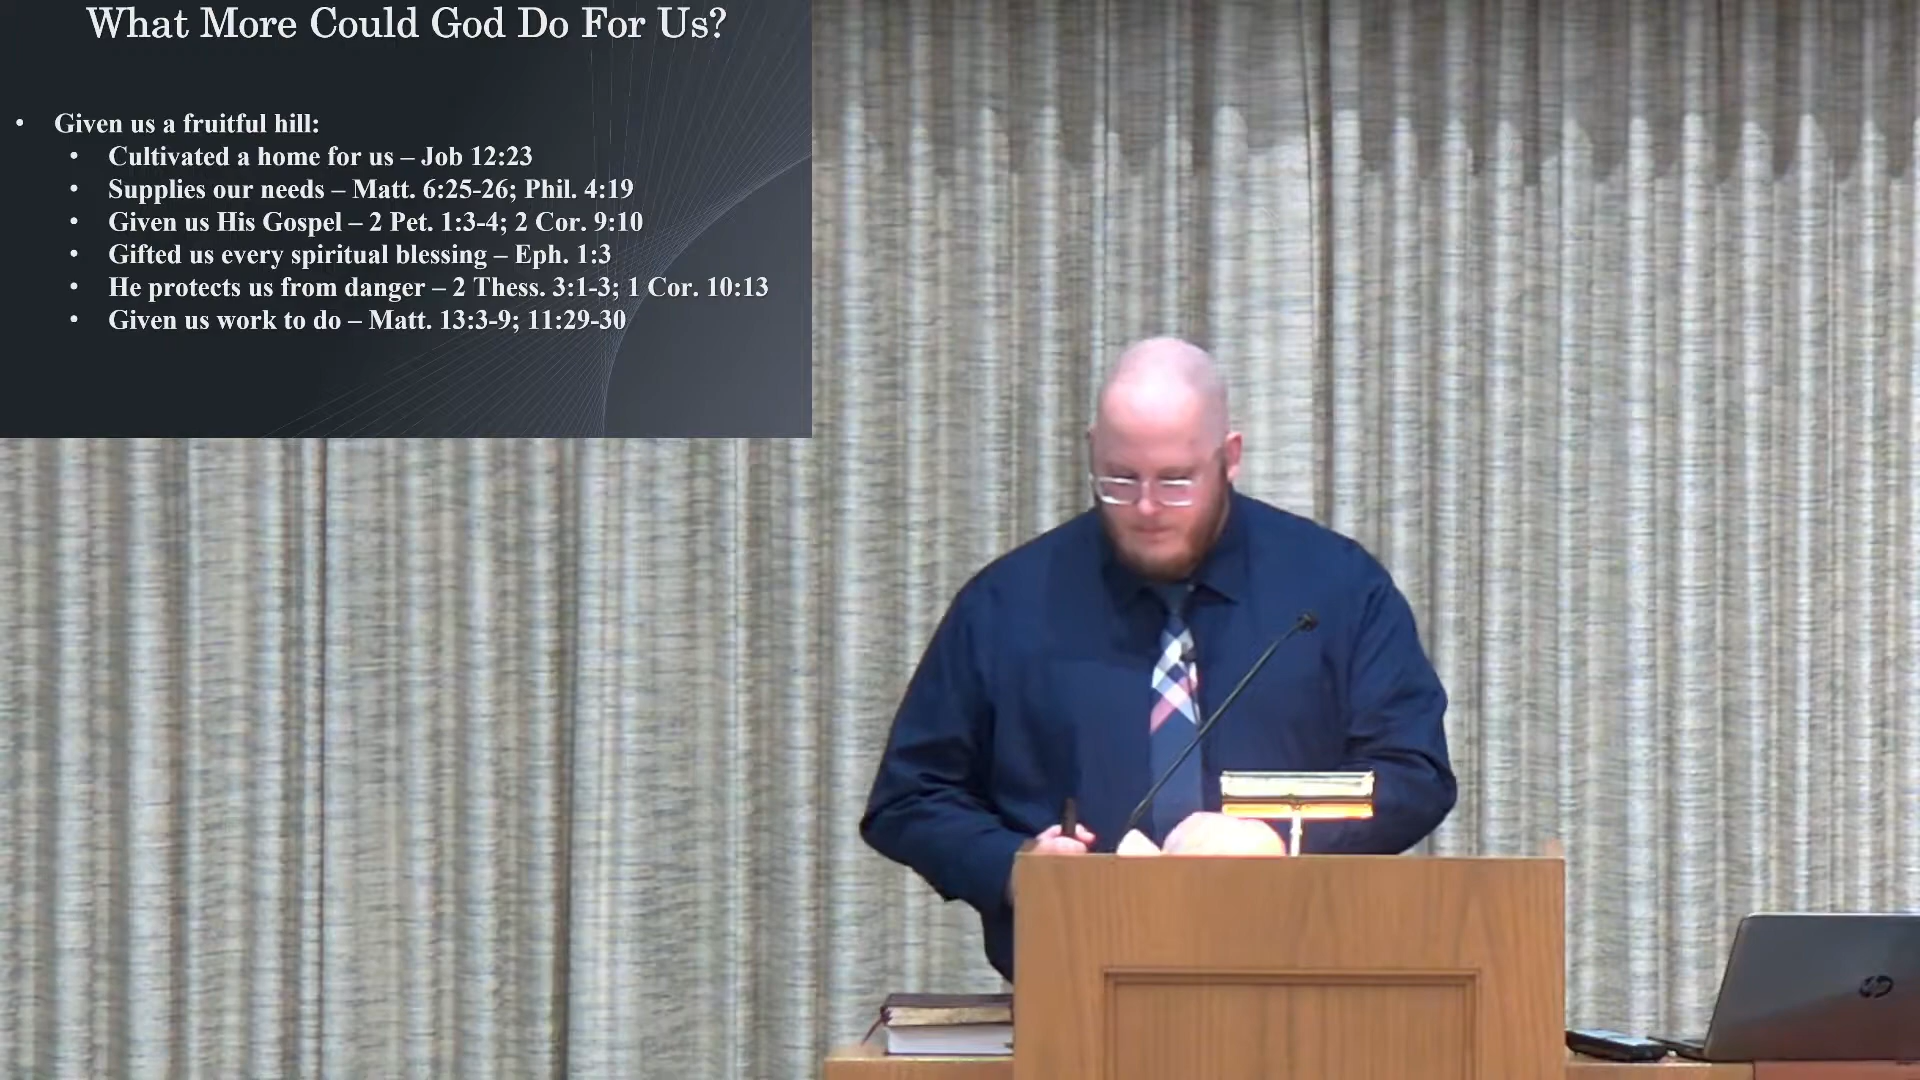 What More Could God Do For Us?
• Given us a fruitful hill:
• Cultivated a home for us – Job 12:23
• Supplies our needs – Matt. 6:25-26; Phil. 4:19
• Given us His Gospel – 2 Pet. 1:3-4; 2 Cor. 9:10
• Gifted us every spiritual blessing – Eph. 1:3
• He protects us from danger – 2 Thess. 3:1-3; 1 Cor. 10:13
• Given us work to do – Matt. 13:3-9; 11:29-30
hp